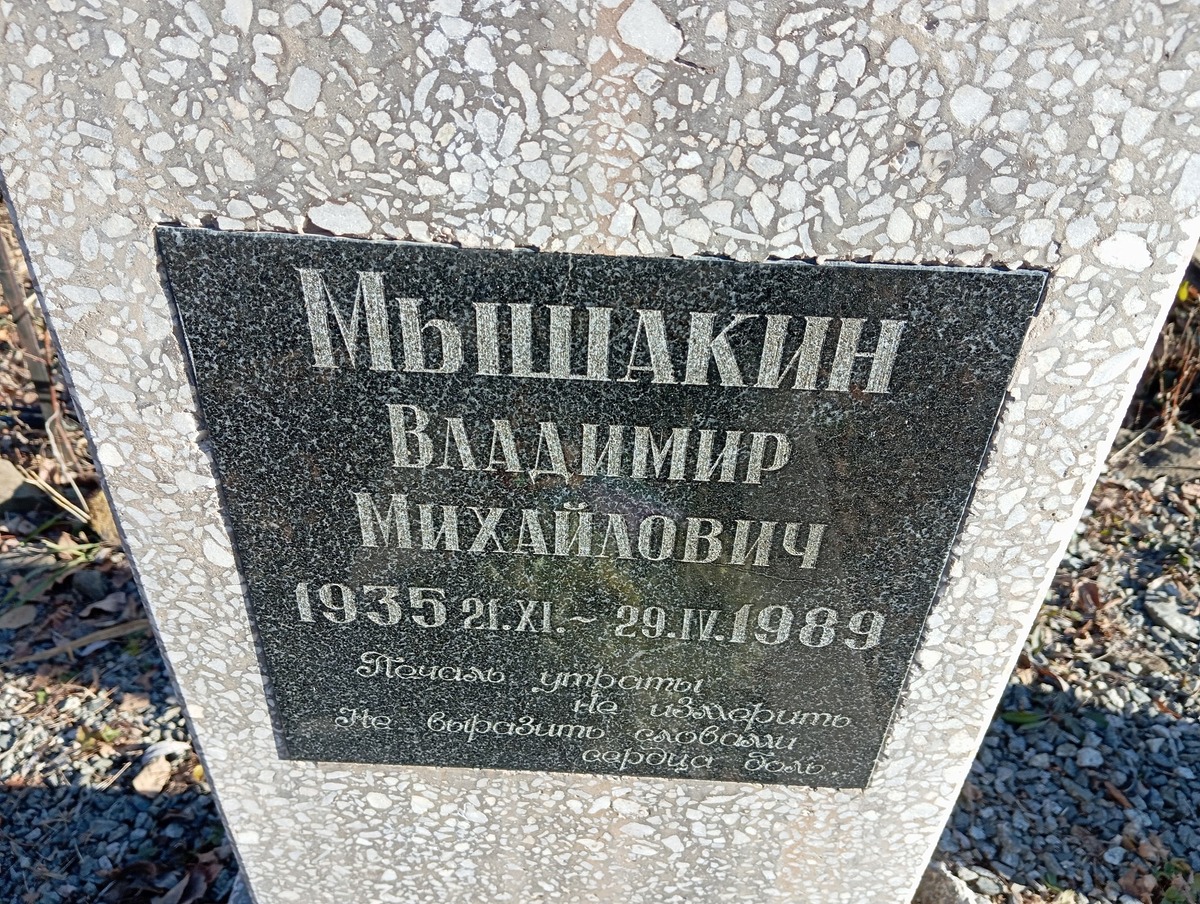 Мышакин
Владимир
Михайлович
1935 21.XI.– 29.IV.1989
Печаль утраты
не измерить
Не выразить словами
сердца боль.